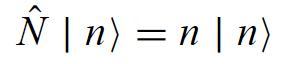 N̂ | n⟩ = n | n⟩